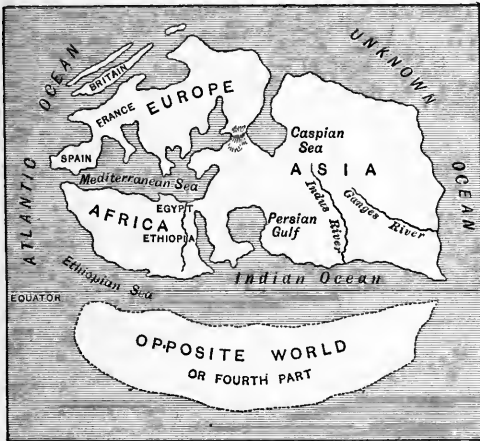 ATLANTIC OCEAN
UNKNOWN OCEAN
BRITAIN
EUROPE
FRANCE
SPAIN
Caspian
Sea
ASIA
Mediterranean Sea
Indus River
Ganges River
EGYPT
AFRICA
ETHIOPIA
Persian
Gulf
Ethiopian Sea
Indian Ocean
EQUATOR
OPPOSITE WORLD
OR FOURTH PART